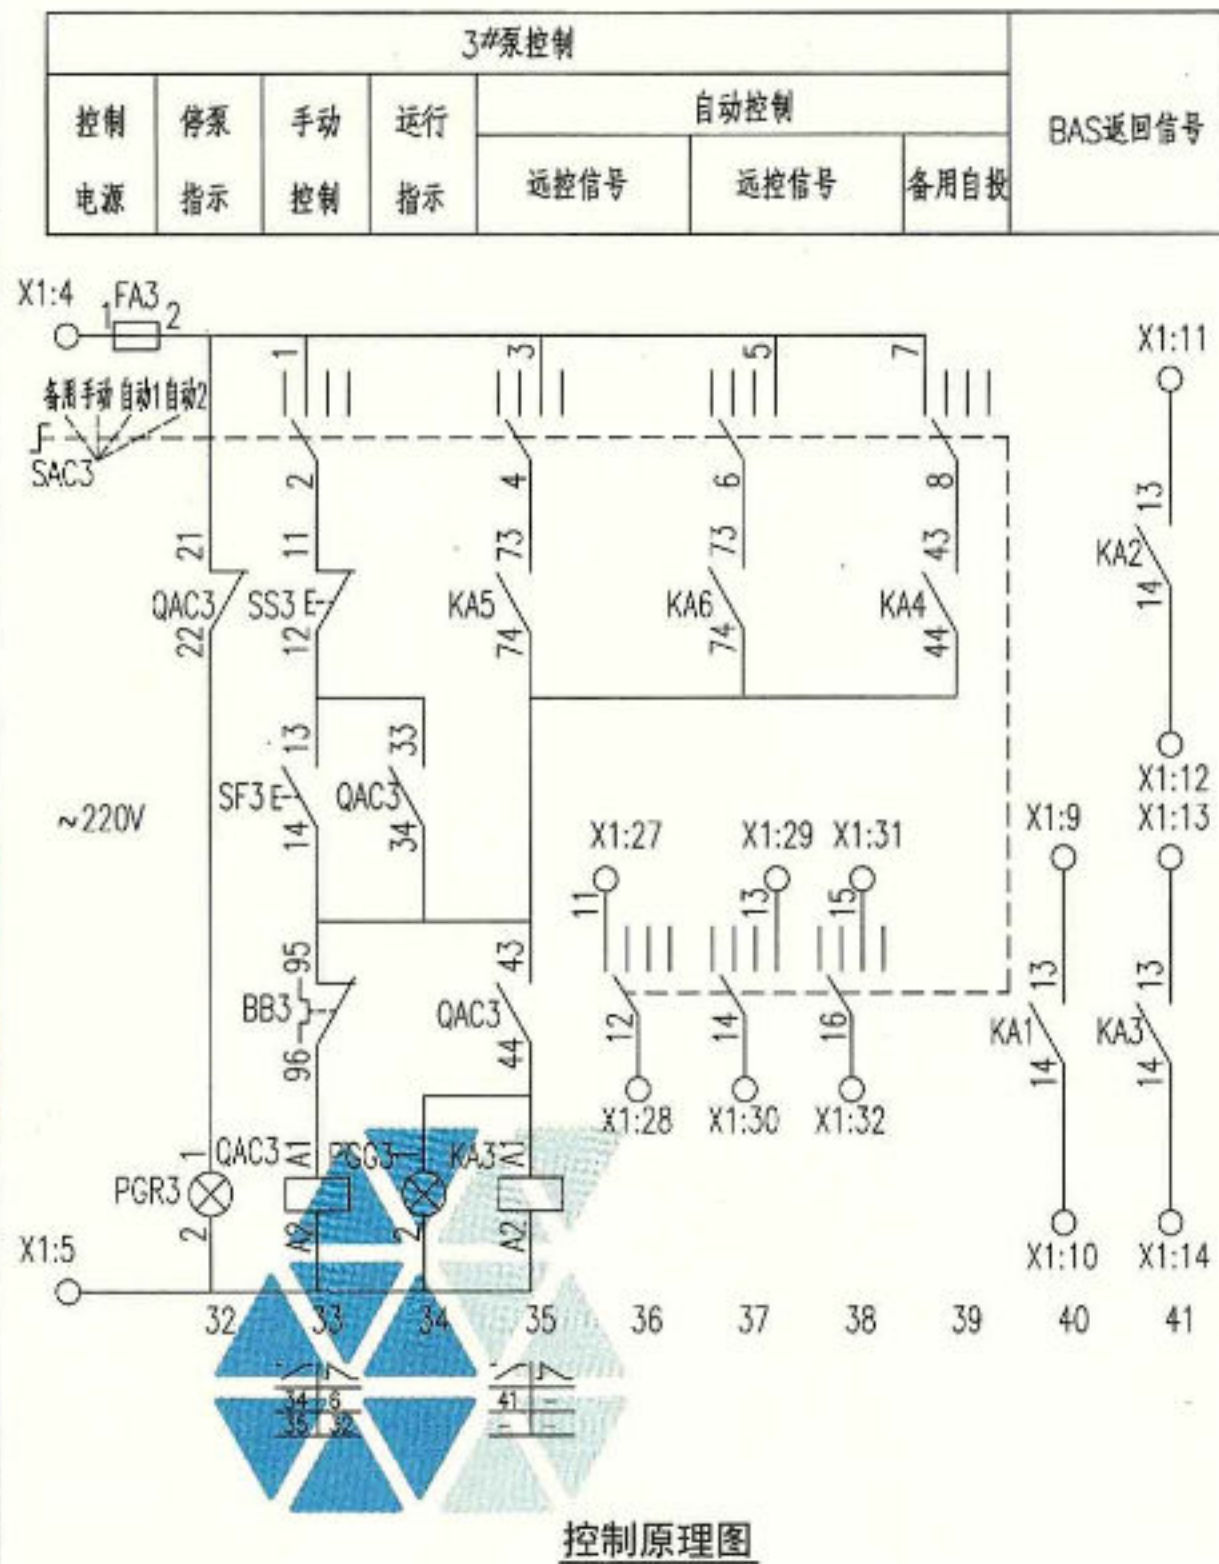 3#泵控制
控制 停泵 手动 运行 自动控制 BAS返回信号
电源 指示 控制 指示 远控信号 远控信号 备用自投
X1:4 1 FA3 2
1 3 5 7 X1:11
备用 手动 自动1 自动2
SAC3 2 4 6 8
21 11 73 73 43 13
QAC3 SS3 E KA5 KA6 KA4 KA2
22 12 74 74 44 14
13 33 X1:12
SF3 E QAC3
~220V 14 34 X1:27 X1:29 X1:31 X1:9 X1:13
11 13 15
95 43 13 13
BB3 QAC3 12 14 16 KA1 KA3
96 44 14 14
X1:28 X1:30 X1:32
QAC3 A1 PGG3 1 KA3 A1
PGR3 1
2 A2 2 A2
X1:5 X1:10 X1:14
32 33 34 35 36 37 38 39 40 41
34 6 41 -
35 32 - -
控制原理图